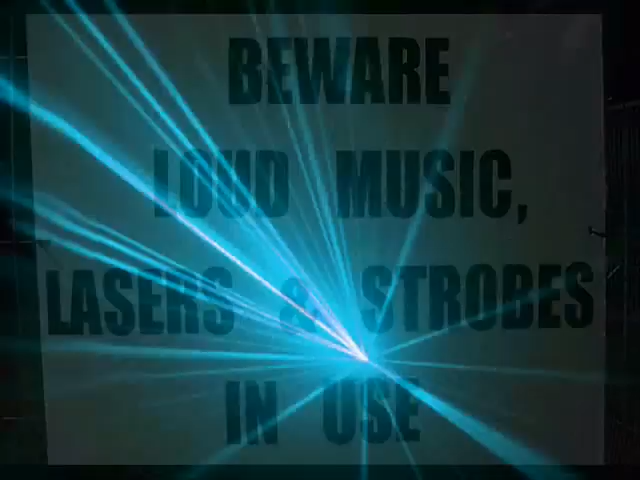 BEWARE
LOUD MUSIC,
LASERS & STROBES
IN USE